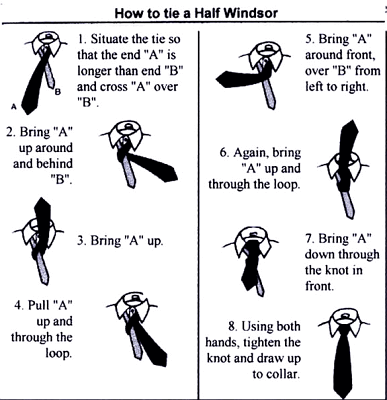 How to tie a Half Windsor
1. Situate the tie so
that the end "A" is
longer than end "B"
and cross "A" over
"B".
A
B
2. Bring "A"
up around
and behind
"B".
3. Bring "A" up.
4. Pull "A"
up and
through the
loop.
5. Bring "A"
around front,
over "B" from
left to right.
6. Again, bring
"A" up and
through the loop.
7. Bring "A"
down through
the knot in
front.
8. Using both
hands, tighten the
knot and draw up
to collar.